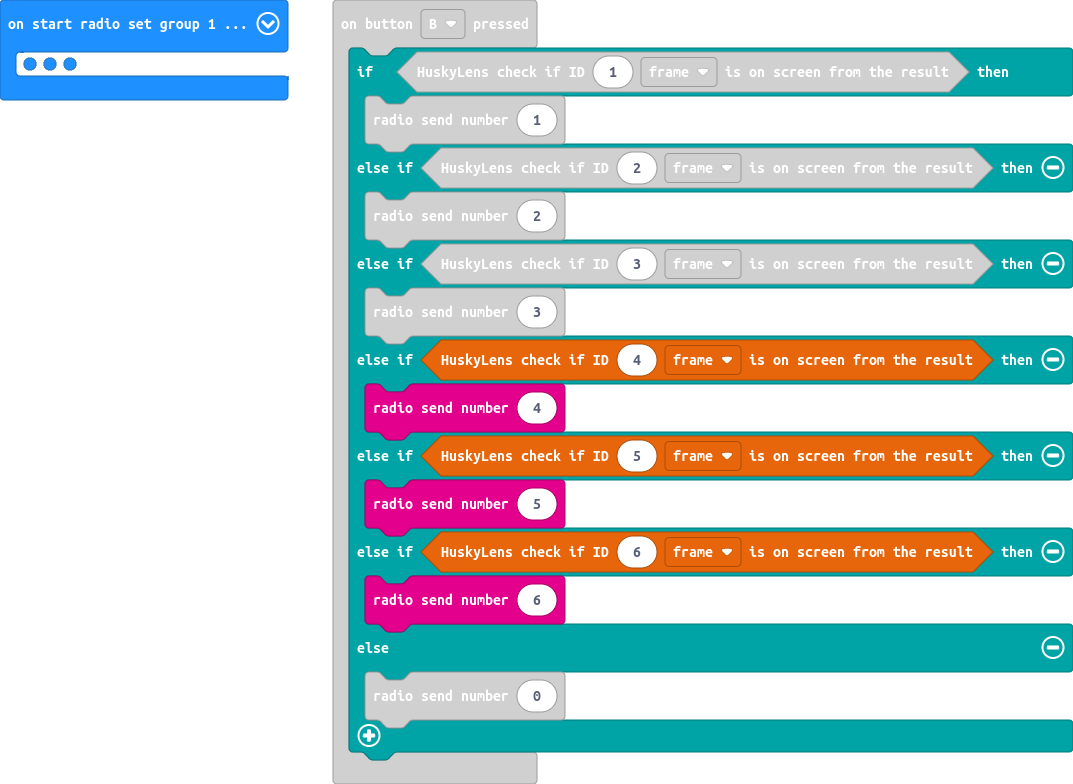 on start radio set group 1 ...
on button B pressed
if HuskyLens check if ID 1 frame is on screen from the result then
radio send number 1
else if HuskyLens check if ID 2 frame is on screen from the result then
radio send number 2
else if HuskyLens check if ID 3 frame is on screen from the result then
radio send number 3
else if HuskyLens check if ID 4 frame is on screen from the result then
radio send number 4
else if HuskyLens check if ID 5 frame is on screen from the result then
radio send number 5
else if HuskyLens check if ID 6 frame is on screen from the result then
radio send number 6
else
radio send number 0